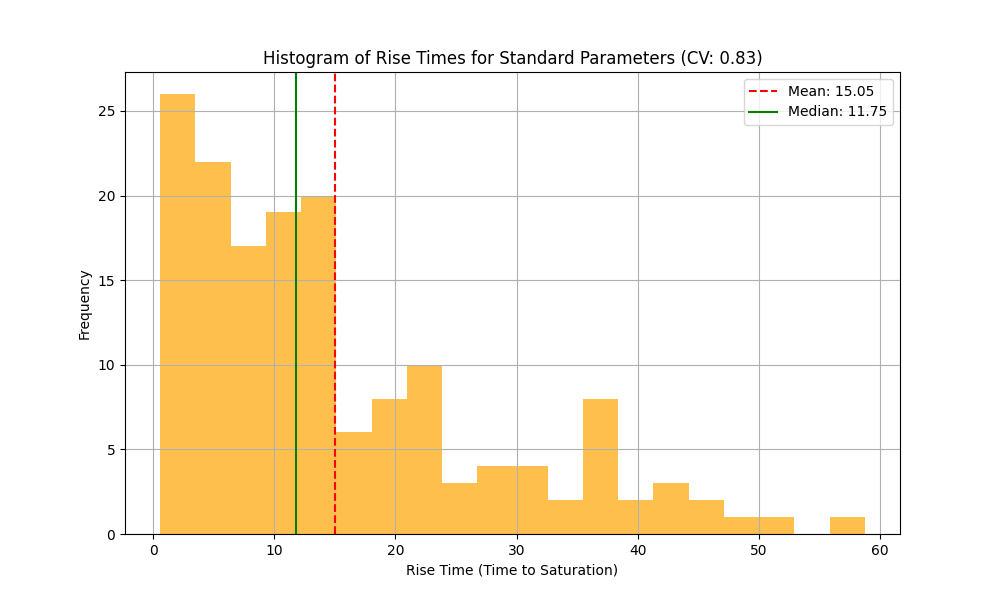 Histogram of Rise Times for Standard Parameters (CV: 0.83)
Mean: 15.05
Median: 11.75
25
20
15
10
5
0
Frequency
0 10 20 30 40 50 60
Rise Time (Time to Saturation)